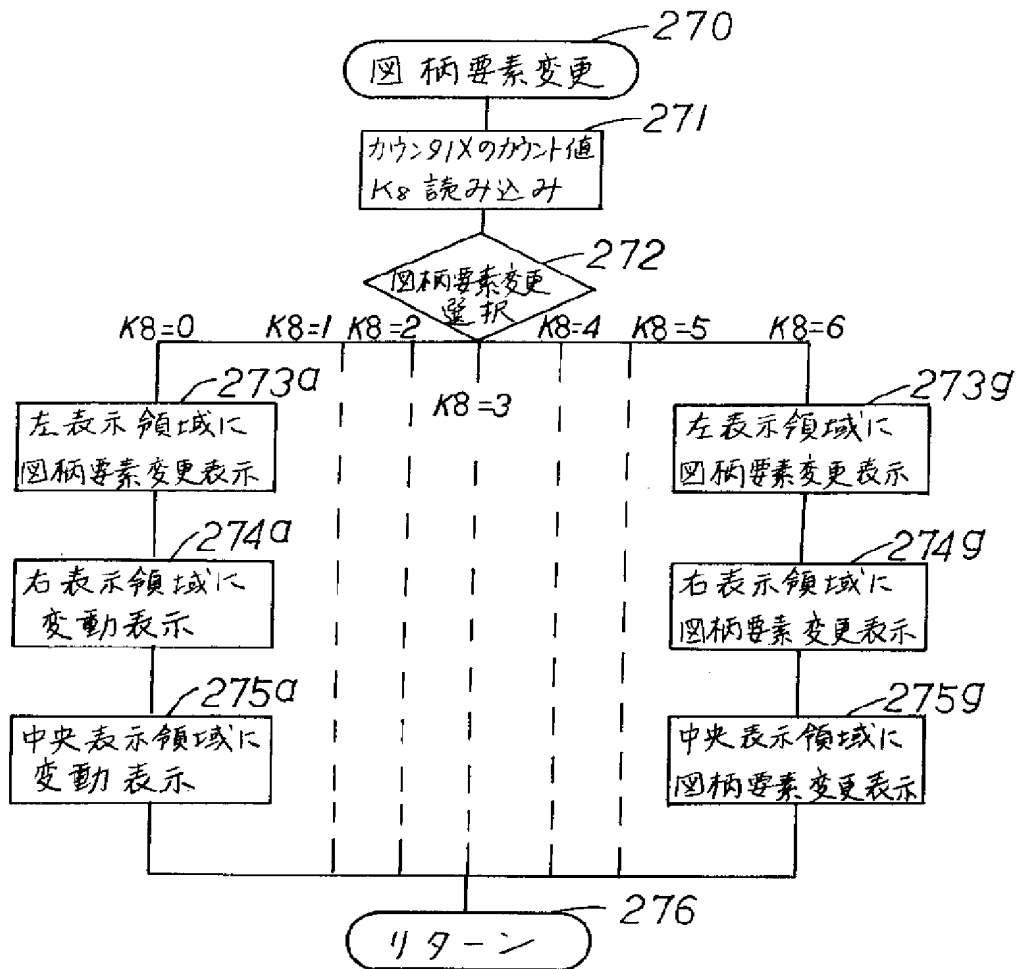 270
図柄要素変更
271
カウンタIXのカウント値
K8 読み込み
272
図柄要素変更
選択
K8=0
K8=1
K8=2
K8=3
K8=4
K8=5
K8=6
273a
左表示領域に
図柄要素変更表示
273g
左表示領域に
図柄要素変更表示
274a
右表示領域に
変動表示
274g
右表示領域に
図柄要素変更表示
275a
中央表示領域に
変動表示
275g
中央表示領域に
図柄要素変更表示
276
リターン